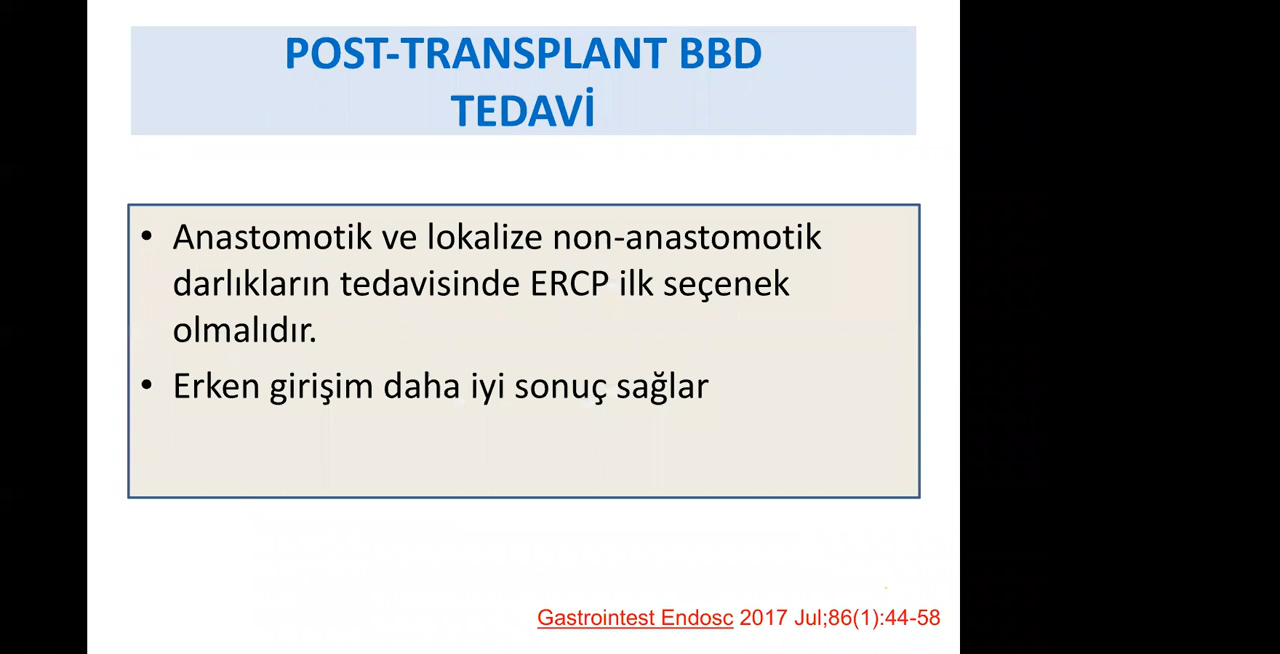 POST-TRANSPLANT BBD
TEDAVİ
• Anastomotik ve lokalize non-anastomotik
darlıkların tedavisinde ERCP ilk seçenek
olmalıdır.
• Erken girişim daha iyi sonuç sağlar
Gastrointest Endosc 2017 Jul;86(1):44-58